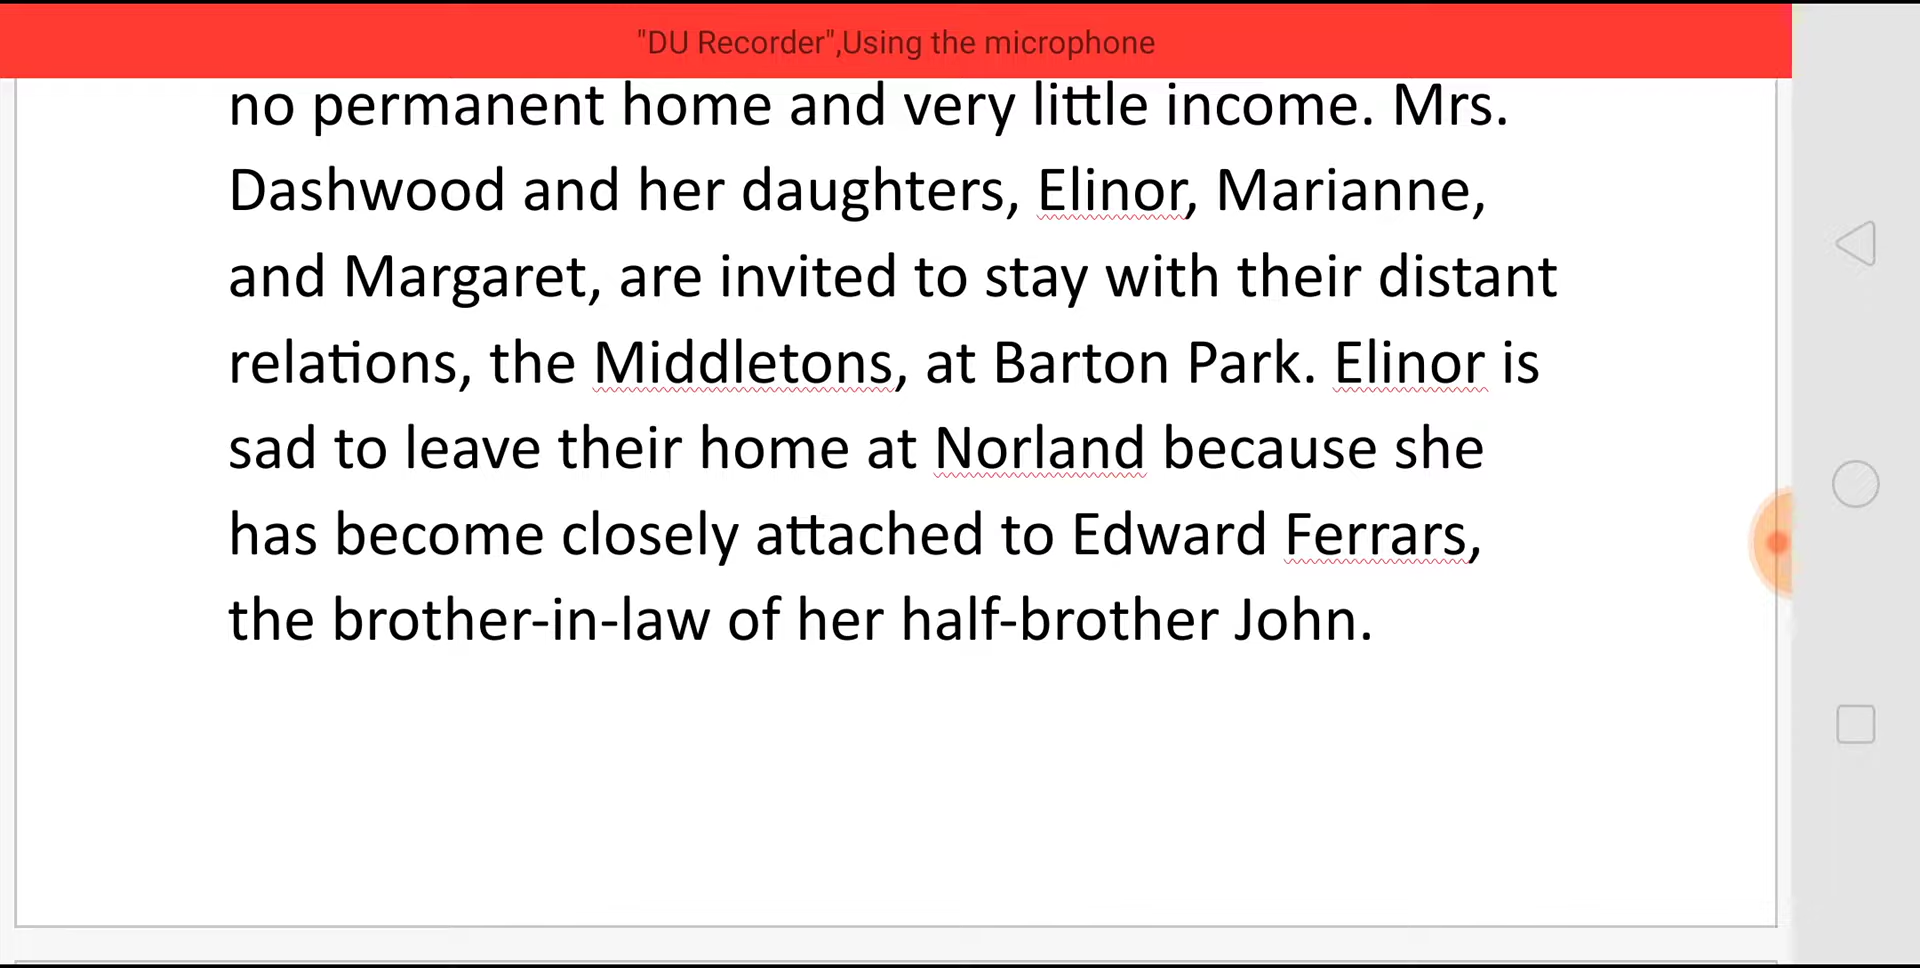 "DU Recorder",Using the microphone
no permanent home and very little income. Mrs.
Dashwood and her daughters, Elinor, Marianne,
and Margaret, are invited to stay with their distant
relations, the Middletons, at Barton Park. Elinor is
sad to leave their home at Norland because she
has become closely attached to Edward Ferrars,
the brother-in-law of her half-brother John.